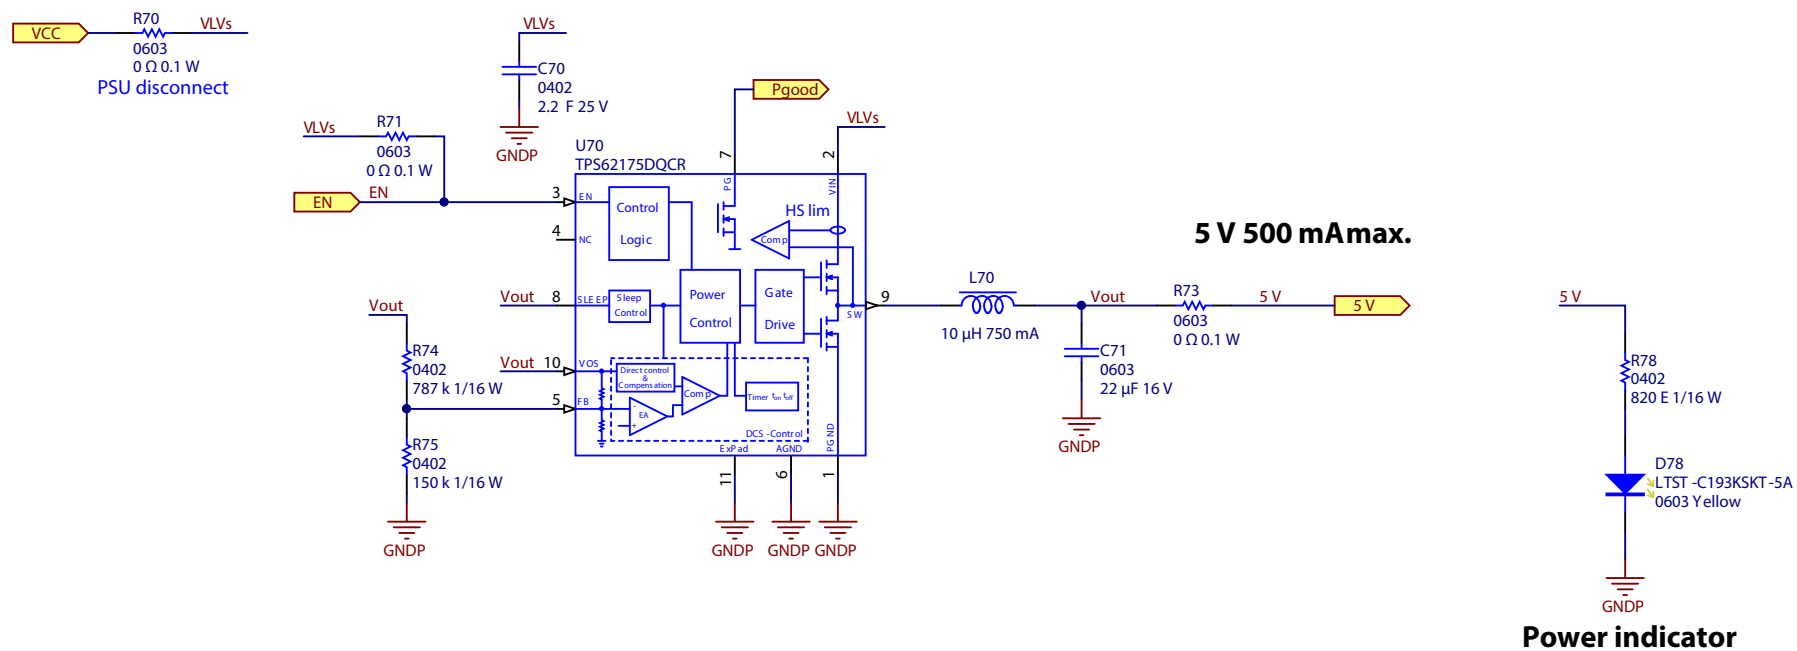 VCC
R70
VLVs
0603
0 Ω 0.1 W
PSU disconnect
VLVs
C70
0402
2.2 F 25 V
GNDP
VLVs
R71
0603
0 Ω 0.1 W
EN
EN
Pgood
VLVs
U70
TPS62175DQCR
7
2
3
EN
Control
Logic
PG
VIN
HS lim
Comp
4
NC
Vout
8
SLEEP
Sleep
Control
Power
Control
Gate
Drive
9
SW
Vout
10
VOS
Direct control
&
Compensation
Comp
Timer ton toff
5
FB
-
EA
+
DCS -Control
ExPad
AGND
PGND
11
6
1
GNDP
GNDP
GNDP
Vout
R74
0402
787 k 1/16 W
R75
0402
150 k 1/16 W
GNDP
5 V 500 mAmax.
L70
10 µH 750 mA
Vout
C71
0603
22 µF 16 V
GNDP
R73
0603
0 Ω 0.1 W
5 V
5 V
5 V
R78
0402
820 E 1/16 W
D78
LTST -C193KSKT -5A
0603 Yellow
GNDP
Power indicator